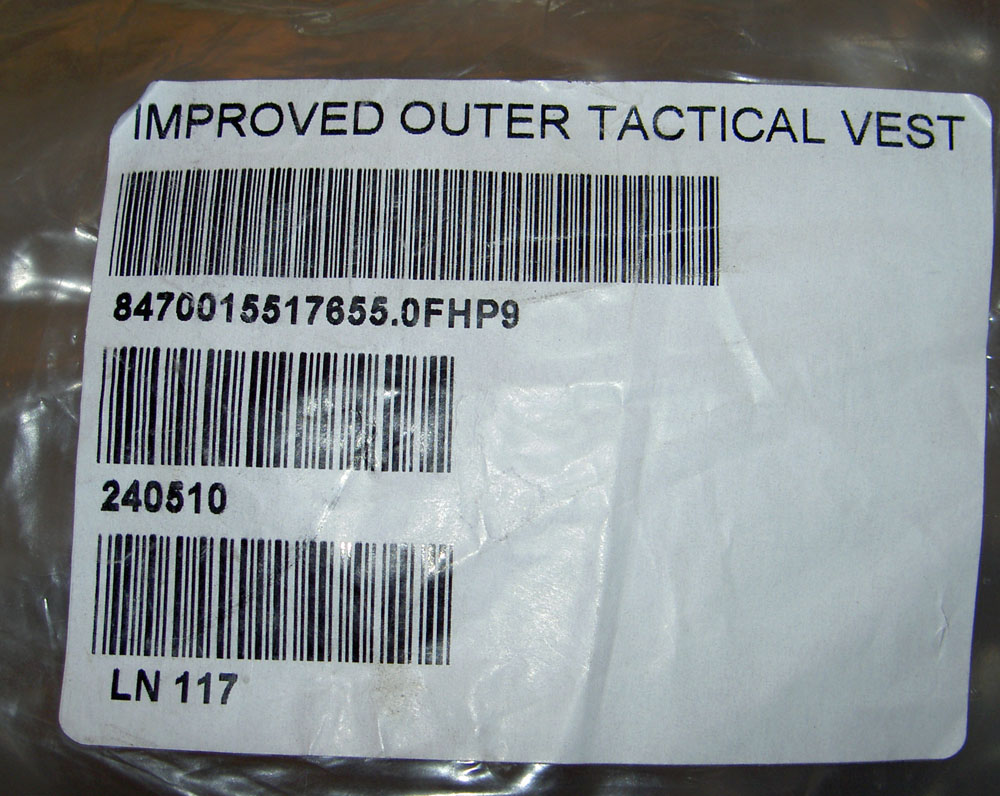 IMPROVED OUTER TACTICAL VEST
8470015517655.0FHP9
240510
LN 117